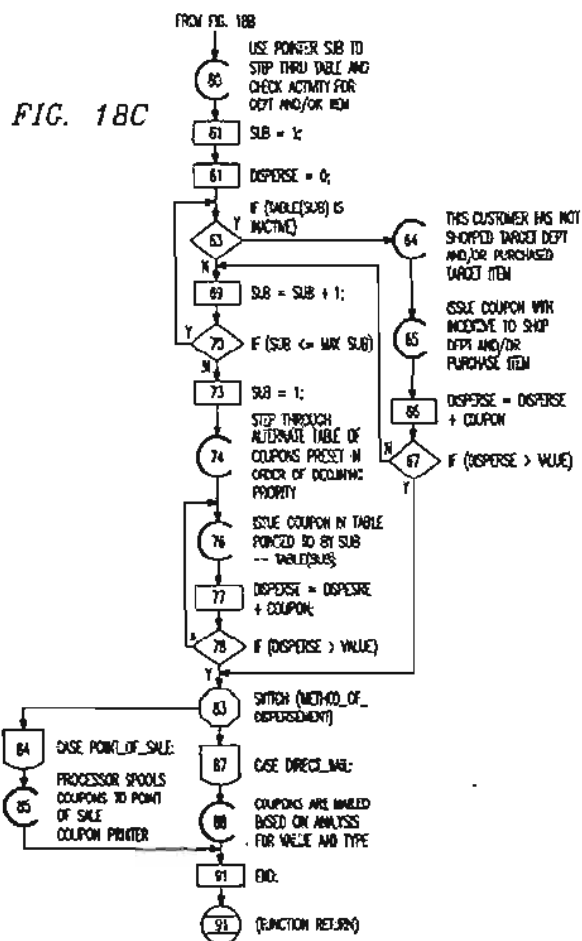 FROM FIG. 18B
FIG. 18C
60
USE POINTER SUB TO
STEP THRU TABLE AND
CHECK ACTIVITY FOR
DEPT AND/OR ITEM
61
SUB = 1;
61
DISPERSE = 0;
IF (TABLE(SUB) IS
INACTIVE)
63
Y
N
64
THIS CUSTOMER HAS NOT
SHOPPED TARGET DEPT
AND/OR PURCHASED
TARGET ITEM
65
ISSUE COUPON WITH
INCENTIVE TO SHOP
DEPT AND/OR
PURCHASE ITEM
66
DISPERSE = DISPERSE
+ COUPON
67
IF (DISPERSE > VALUE)
N
Y
69
SUB = SUB + 1;
70
IF (SUB <= MAX SUB)
Y
N
73
SUB = 1;
74
STEP THROUGH
ALTERNATE TABLE OF
COUPONS PRESET IN
ORDER OF DECLINING
PRIORITY
76
ISSUE COUPON IN TABLE
POINTED TO BY SUB
-- TABLE(SUB);
77
DISPERSE = DISPESRE
+ COUPON;
78
IF (DISPERSE > VALUE)
Y
83
SWITCH (METHOD_OF_
DISPERSEMENT)
84
CASE POINT_OF_SALE:
87
CASE DIRECT_MAIL:
85
PROCESSOR SPOOLS
COUPONS TO POINT
OF SALE
COUPON PRINTER
88
COUPONS ARE MAILED
BASED ON ANALYSIS
FOR VALUE AND TYPE
91
END;
91
(FUNCTION RETURN)